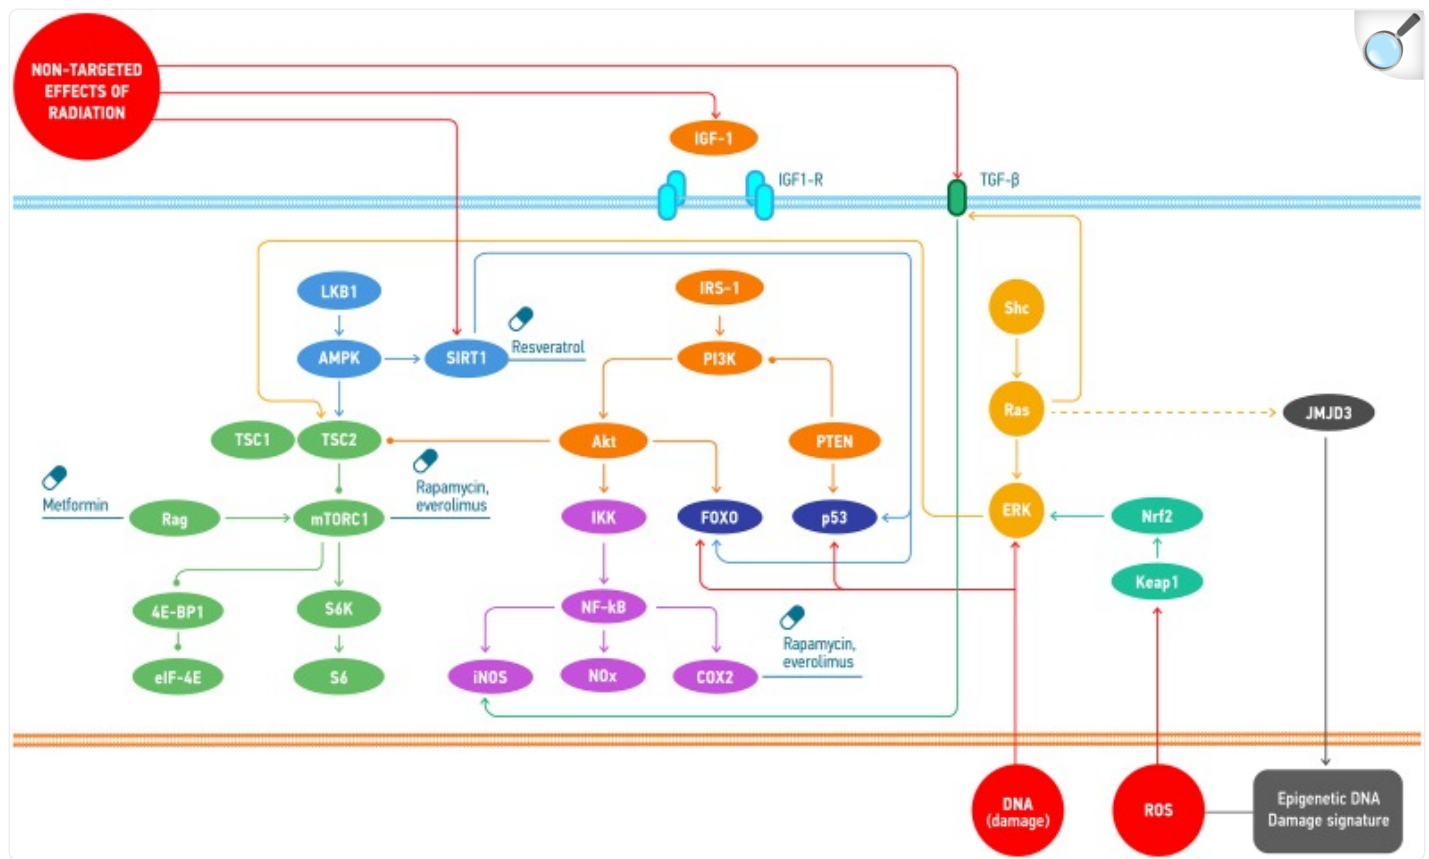 NON-TARGETED
EFFECTS OF
RADIATION
IGF-1
IGF1-R
TGF-β
LKB1
IRS-1
Shc
AMPK
SIRT1
Resveratrol
PI3K
Ras
JMJD3
TSC1
TSC2
Akt
PTEN
Metformin
Rapamycin,
everolimus
Rag
mTORC1
IKK
FOXO
p53
ERK
Nrf2
Keap1
4E-BP1
S6K
NF-kB
Rapamycin,
everolimus
eIF-4E
S6
iNOS
NOx
COX2
DNA
(damage)
ROS
Epigenetic DNA
Damage signature